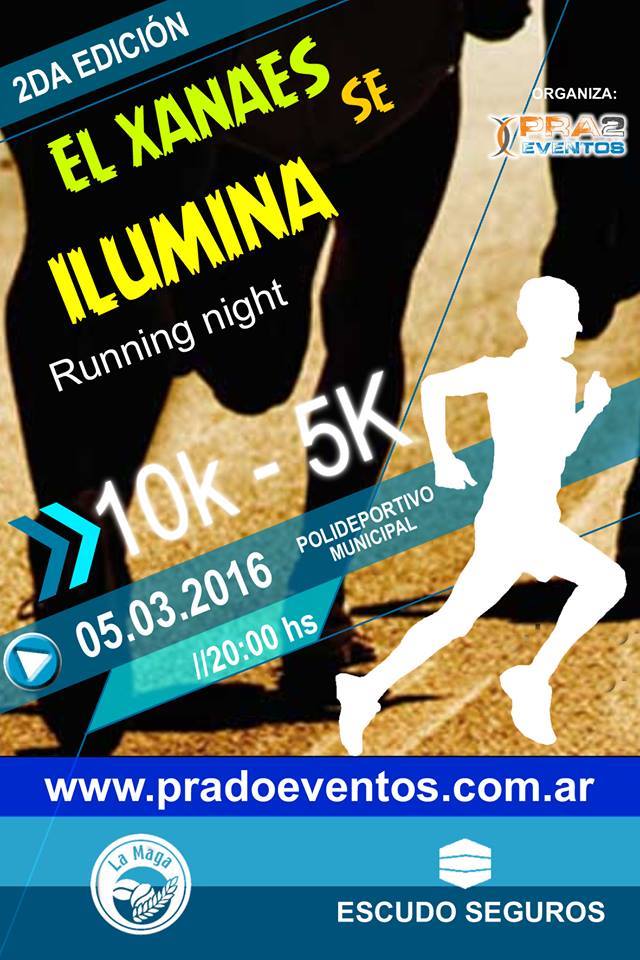 2DA EDICIÓN
EL XANAES
SE
ILUMINA
Running night
ORGANIZA:
PRA2
EVENTOS
10k - 5K
POLIDEPORTIVO
MUNICIPAL
05.03.2016
//20:00 hs
www.pradoeventos.com.ar
La Maga
ESCUDO SEGUROS